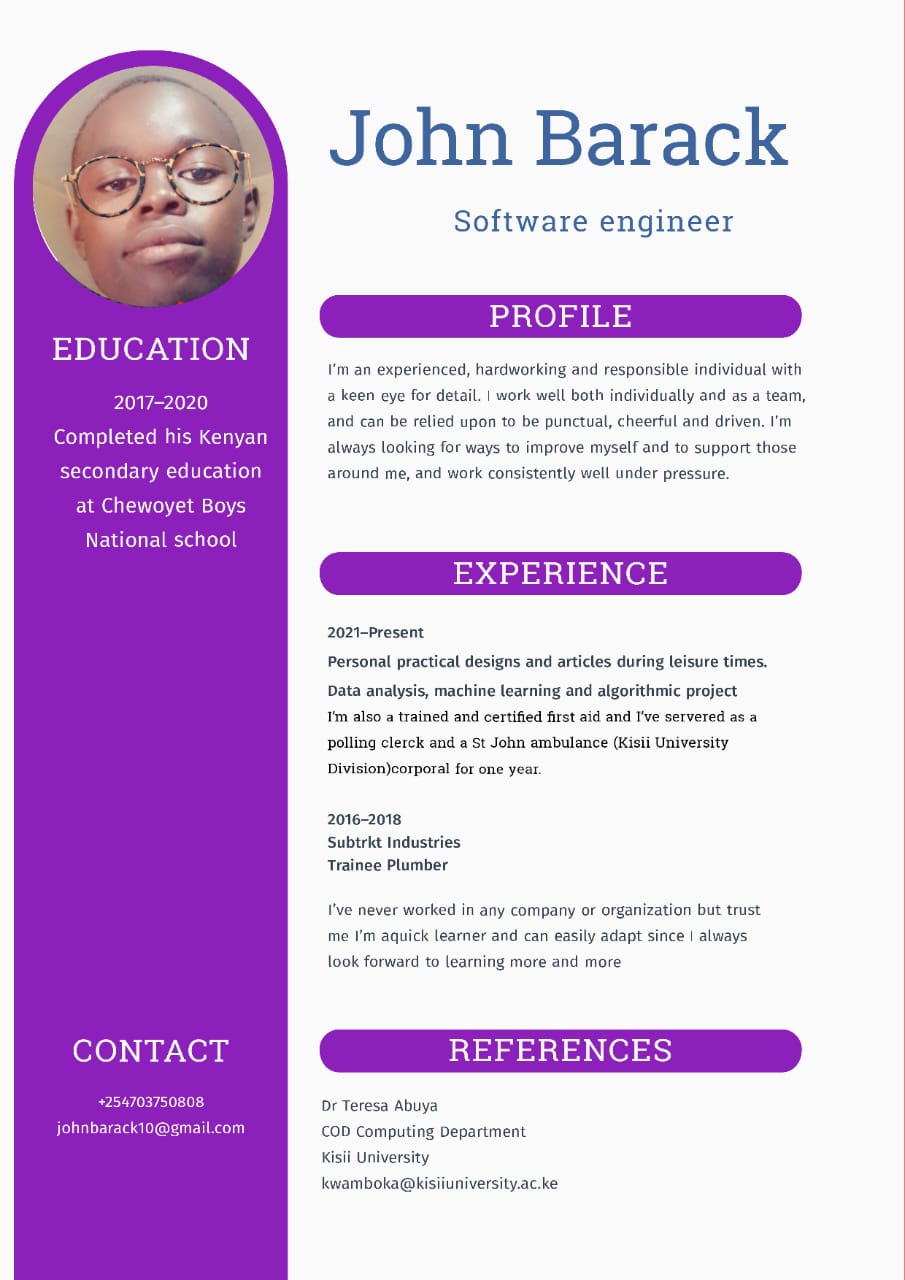 John Barack
Software engineer
EDUCATION
2017–2020
Completed his Kenyan
secondary education
at Chewoyet Boys
National school
CONTACT
+254703750808
johnbarack10@gmail.com
PROFILE
I'm an experienced, hardworking and responsible individual with
a keen eye for detail. I work well both individually and as a team,
and can be relied upon to be punctual, cheerful and driven. I'm
always looking for ways to improve myself and to support those
around me, and work consistently well under pressure.
EXPERIENCE
2021–Present
Personal practical designs and articles during leisure times.
Data analysis, machine learning and algorithmic project
I'm also a trained and certified first aid and I've servered as a
polling clerck and a St John ambulance (Kisii University
Division)corporal for one year.
2016–2018
Subtrkt Industries
Trainee Plumber
I've never worked in any company or organization but trust
me I'm aquick learner and can easily adapt since I always
look forward to learning more and more
REFERENCES
Dr Teresa Abuya
COD Computing Department
Kisii University
kwamboka@kisiiuniversity.ac.ke